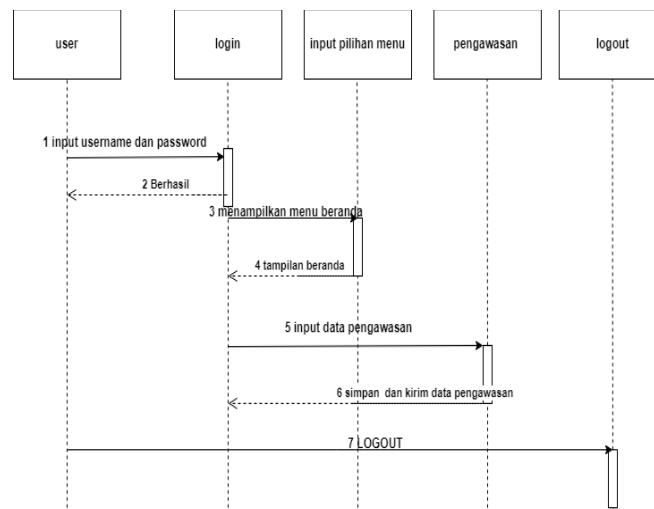 user
login
input pilihan menu
pengawasan
logout
1 input username dan password
2 Berhasil
3 menampilkan menu beranda
4 tampilan beranda
5 input data pengawasan
6 simpan dan kirim data pengawasan
7 LOGOUT